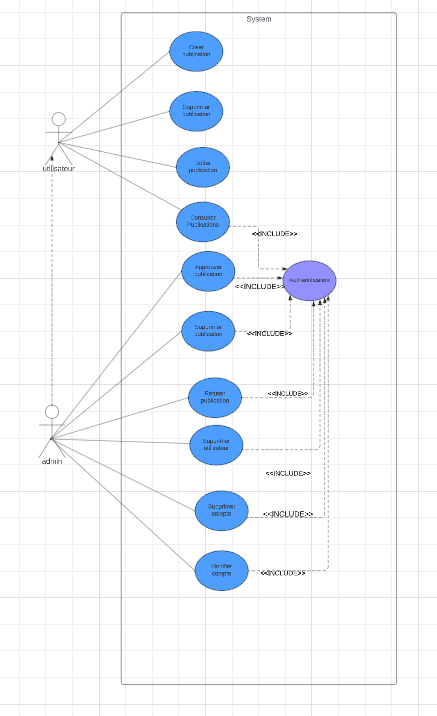 System
Créer
publication
Supprimer
publication
utilisateur
Editer
publication
Consulter
Publications
<<INCLUDE>>
Approuver
publication
<<INCLUDE>>
Authentification
Supprimer
publication
<<INCLUDE>>
Refuser
publication
<<INCLUDE>>
admin
Supprimer
utilisateur
<<INCLUDE>>
Supprimer
compte
<<INCLUDE>>
Modifier
compte
<<INCLUDE>>